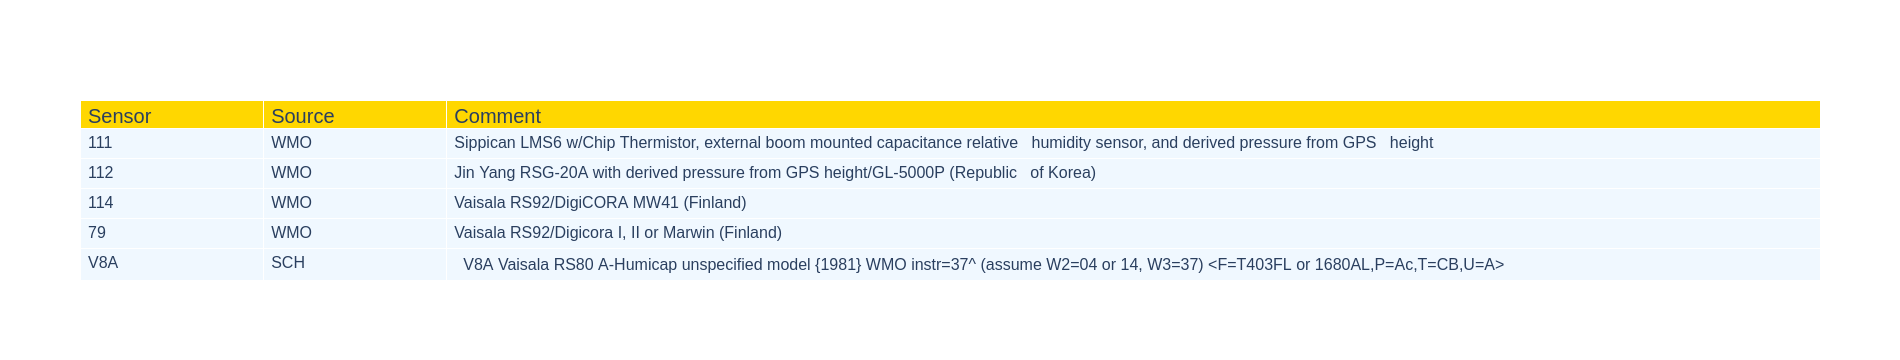 Sensor Source Comment
111 WMO Sippican LMS6 w/Chip Thermistor, external boom mounted capacitance relative humidity sensor, and derived pressure from GPS height
112 WMO Jin Yang RSG-20A with derived pressure from GPS height/GL-5000P (Republic of Korea)
114 WMO Vaisala RS92/DigiCORA MW41 (Finland)
79 WMO Vaisala RS92/Digicora I, II or Marwin (Finland)
V8A SCH V8A Vaisala RS80 A-Humicap unspecified model {1981} WMO instr=37^ (assume W2=04 or 14, W3=37) <F=T403FL or 1680AL,P=Ac,T=CB,U=A>